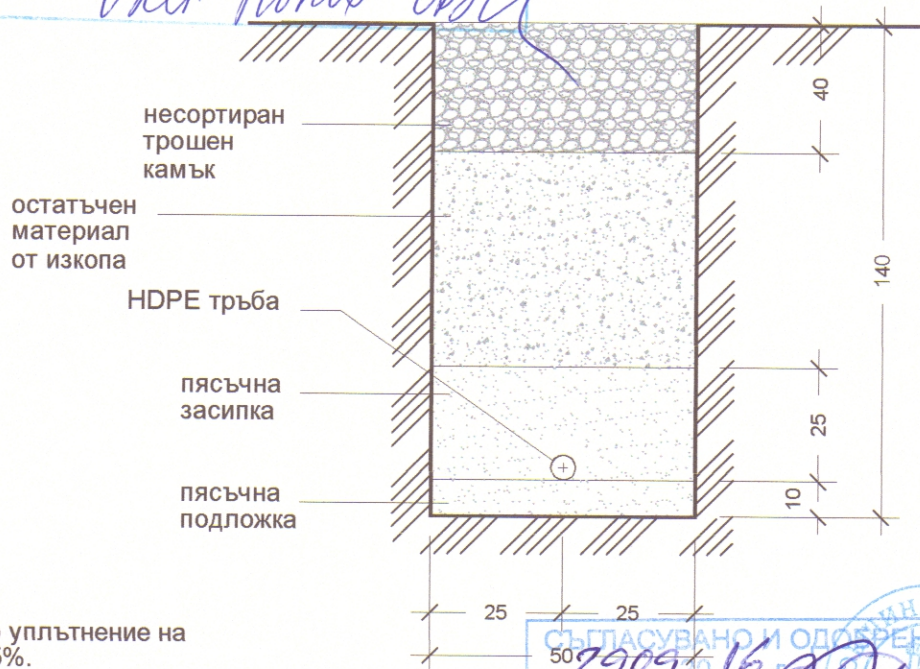 40
несортиран
трошен
камък
остатъчен
материал
от изкопа
140
HDPE тръба
пясъчна
засипка
25
пясъчна
подложка
10
25 25
уплътнение на
50
СЪГЛАСУВАНО И ОДОБРЕН